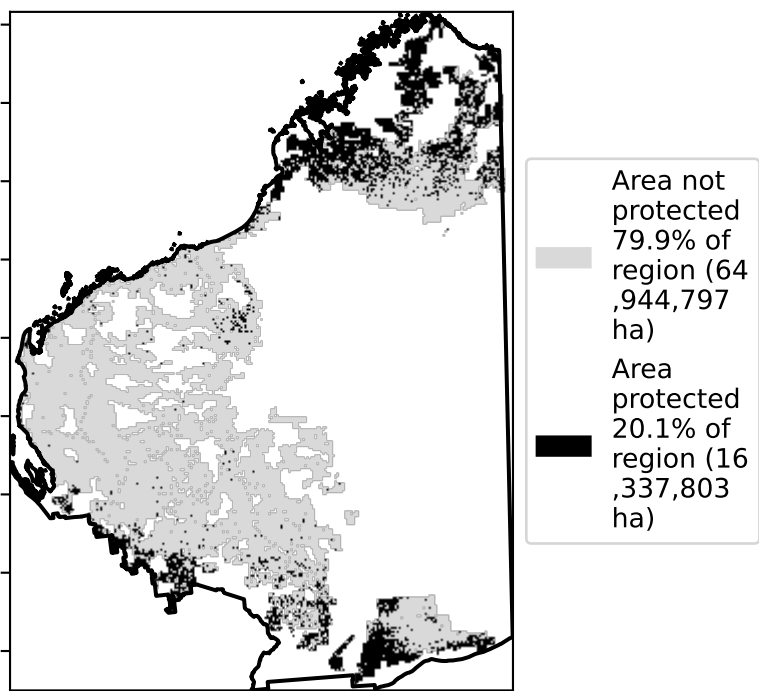 Area not
protected
79.9% of
region (64
,944,797
ha)
Area
protected
20.1% of
region (16
,337,803
ha)